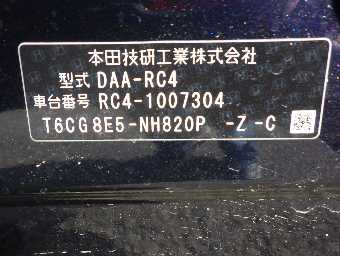 本田技研工業株式会社
型式 DAA-RC4
車台番号 RC4-1007304
T6CG8E5-NH820P -Z-C